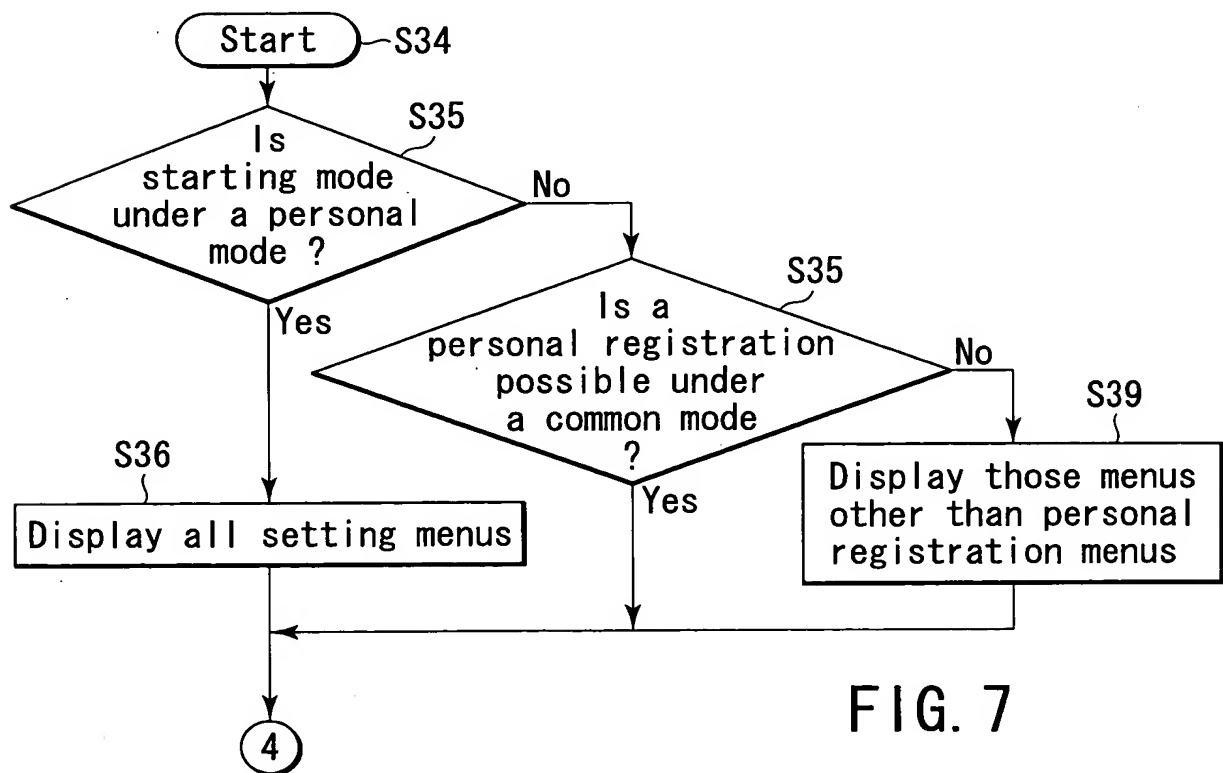 Start
S34
S35
Is
starting mode
under a personal
mode ?
No
Yes
S35
Is a
personal registration
possible under
a common mode
?
No
Yes
S39
Display those menus
other than personal
registration menus
S36
Display all setting menus
4
FIG. 7